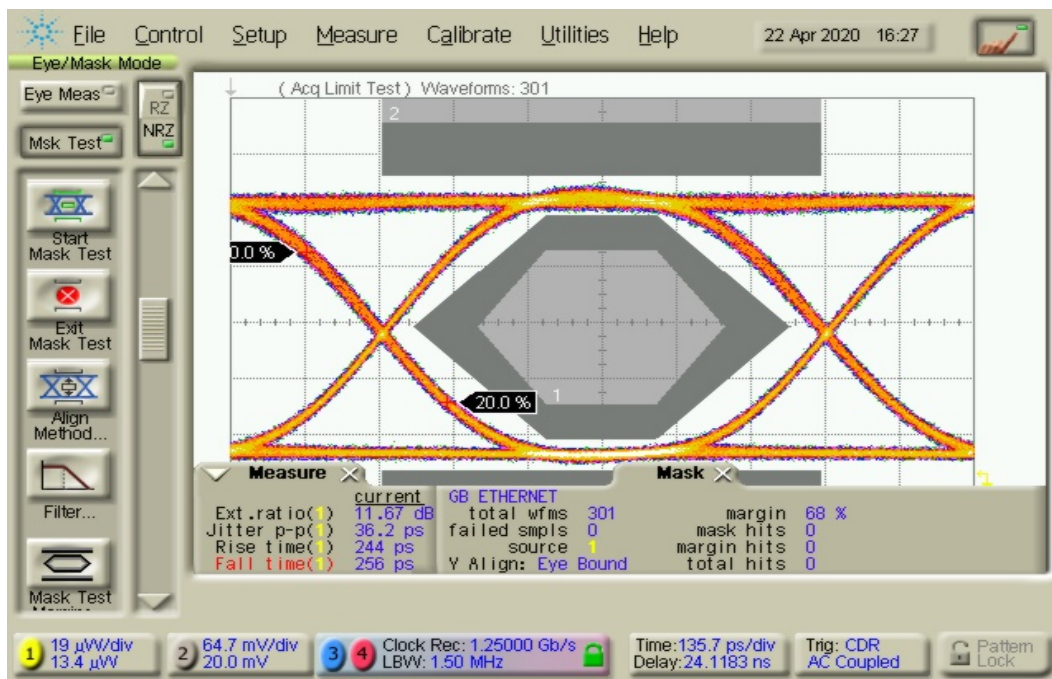 File Control Setup Measure Calibrate Utilities Help 22 Apr 2020 16:27
Eye/Mask Mode
Eye Meas
RZ
NRZ
Msk Test
Start
Mask Test
Exit
Mask Test
Align
Method...
Filter...
Mask Test
( Acq Limit Test ) Waveforms: 301
2
0.0 %
20.0 %
1
Measure
current
Ext.ratio(1) 11.67 dB
Jitter p-p(1) 36.2 ps
Rise time(1) 244 ps
Fall time(1) 256 ps
Mask
GB ETHERNET
total wfms 301 margin 68 %
failed smpls 0 mask hits 0
source 1 margin hits 0
Y Align: Eye Bound total hits 0
1 19 µW/div
13.4 µW
2 64.7 mV/div
20.0 mV
3 4 Clock Rec: 1.25000 Gb/s
LBW: 1.50 MHz
Time:135.7 ps/div
Delay:24.1183 ns
Trig: CDR
AC Coupled
Pattern
Lock